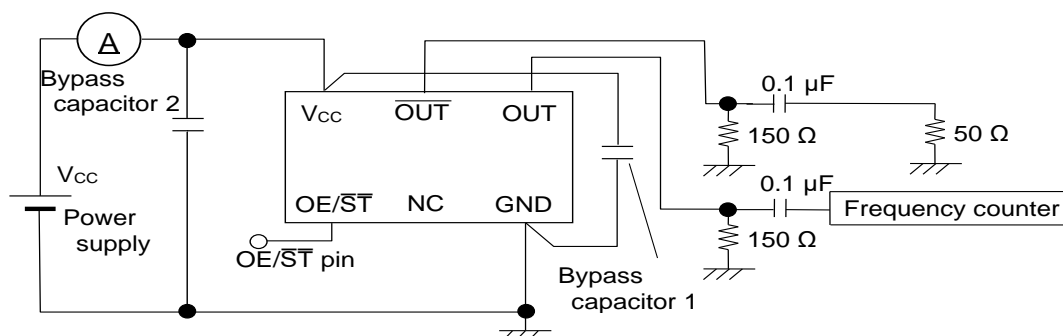 A
Bypass
capacitor 2
VCC
Power
supply
VCC
OUT
OUT
OE/ST
NC
GND
OE/ST pin
Bypass
capacitor 1
0.1 µF
150 Ω
50 Ω
0.1 µF
150 Ω
Frequency counter